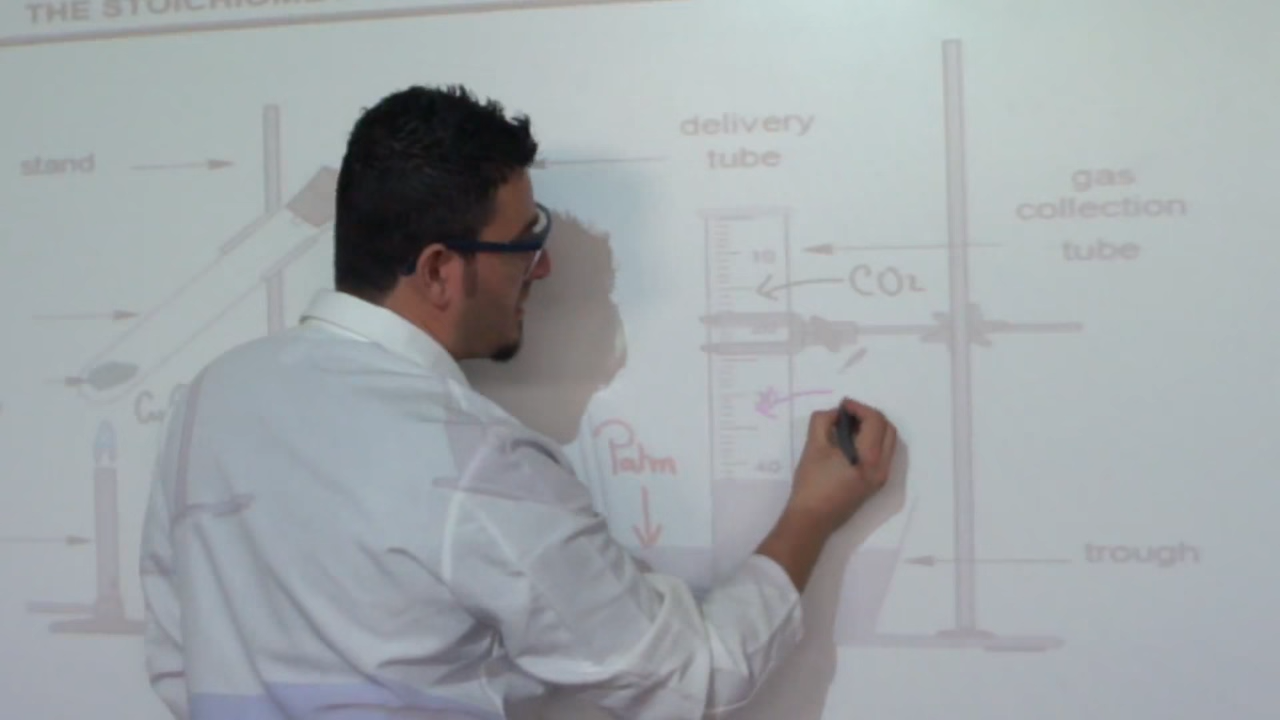 THE STOICHIOME
delivery
tube
stand
gas
collection
tube
10
CO2
Patm
40
trough